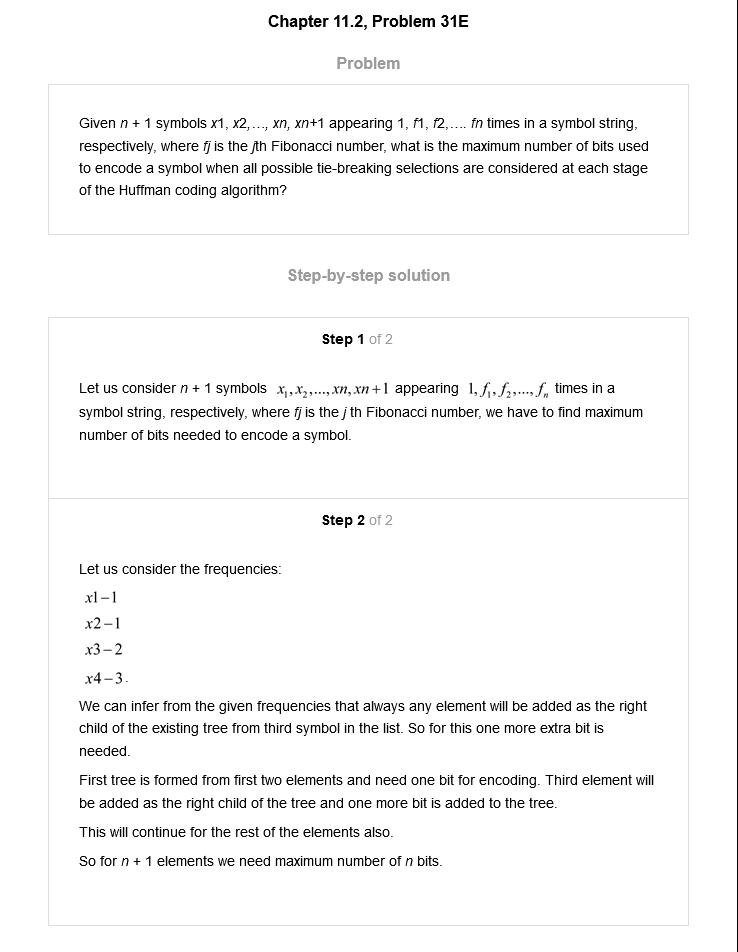 Chapter 11.2, Problem 31E
Problem
Given n + 1 symbols x1, x2,…, xn, xn+1 appearing 1, f1, f2,…. fn times in a symbol string,
respectively, where fj is the jth Fibonacci number, what is the maximum number of bits used
to encode a symbol when all possible tie-breaking selections are considered at each stage
of the Huffman coding algorithm?
Step-by-step solution
Step 1 of 2
Let us consider n + 1 symbols x₁, x₂,..., xn, xn+1 appearing 1, f₁, f₂,..., fₙ times in a
symbol string, respectively, where fj is the j th Fibonacci number, we have to find maximum
number of bits needed to encode a symbol.
Step 2 of 2
Let us consider the frequencies:
x1−1
x2−1
x3−2
x4−3.
We can infer from the given frequencies that always any element will be added as the right
child of the existing tree from third symbol in the list. So for this one more extra bit is
needed.
First tree is formed from first two elements and need one bit for encoding. Third element will
be added as the right child of the tree and one more bit is added to the tree.
This will continue for the rest of the elements also.
So for n + 1 elements we need maximum number of n bits.